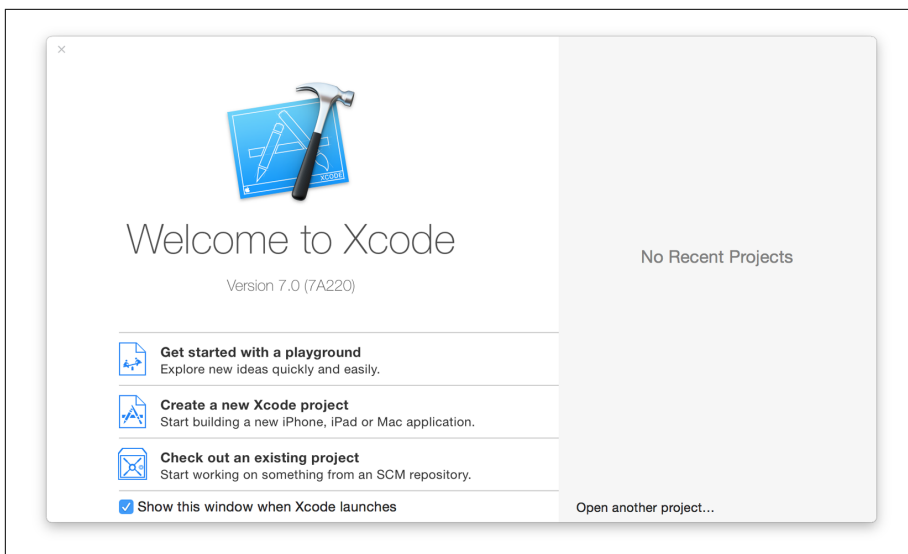 XCODE
Welcome to Xcode
Version 7.0 (7A220)
Get started with a playground
Explore new ideas quickly and easily.
Create a new Xcode project
Start building a new iPhone, iPad or Mac application.
Check out an existing project
Start working on something from an SCM repository.
Show this window when Xcode launches
No Recent Projects
Open another project...